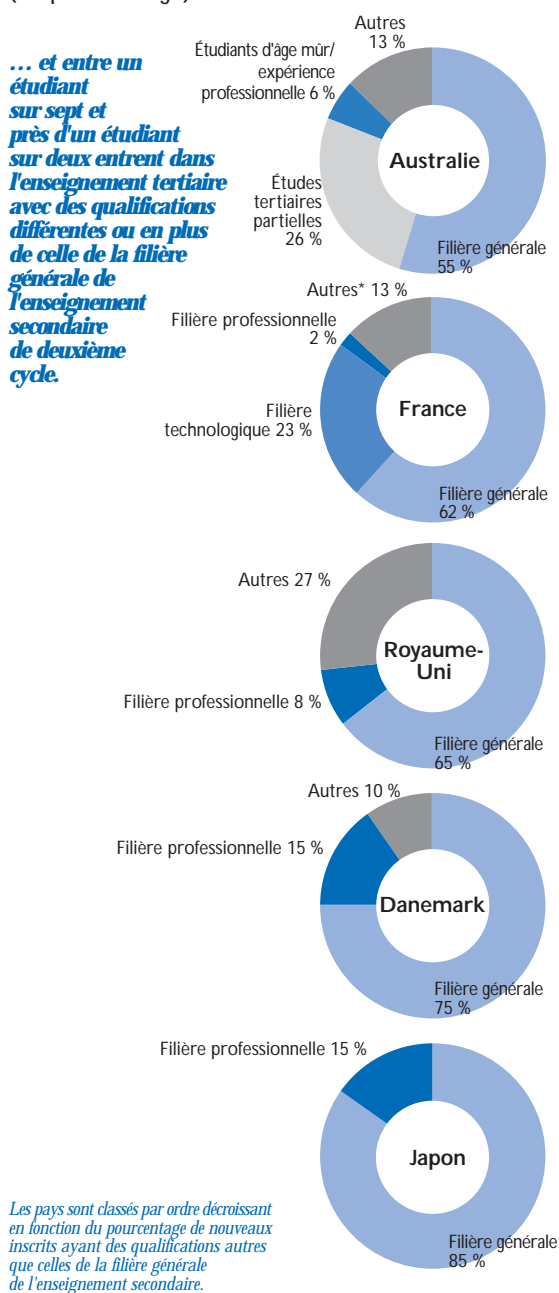 … et entre un
étudiant
sur sept et
près d'un étudiant
sur deux entrent dans
l'enseignement tertiaire
avec des qualifications
différentes ou en plus
de celle de la filière
générale de
l'enseignement
secondaire
de deuxième
cycle.
Autres
13 %
Étudiants d'âge mûr/
expérience
professionnelle 6 %
Australie
Études
tertiaires
partielles
26 %
Filière générale
55 %
Autres* 13 %
Filière professionnelle
2 %
France
Filière
technologique 23 %
Filière générale
62 %
Autres 27 %
Royaume-
Uni
Filière professionnelle 8 %
Filière générale
65 %
Autres 10 %
Filière professionnelle 15 %
Danemark
Filière générale
75 %
Filière professionnelle 15 %
Japon
Filière générale
85 %
Les pays sont classés par ordre décroissant
en fonction du pourcentage de nouveaux
inscrits ayant des qualifications autres
que celles de la filière générale
de l'enseignement secondaire.